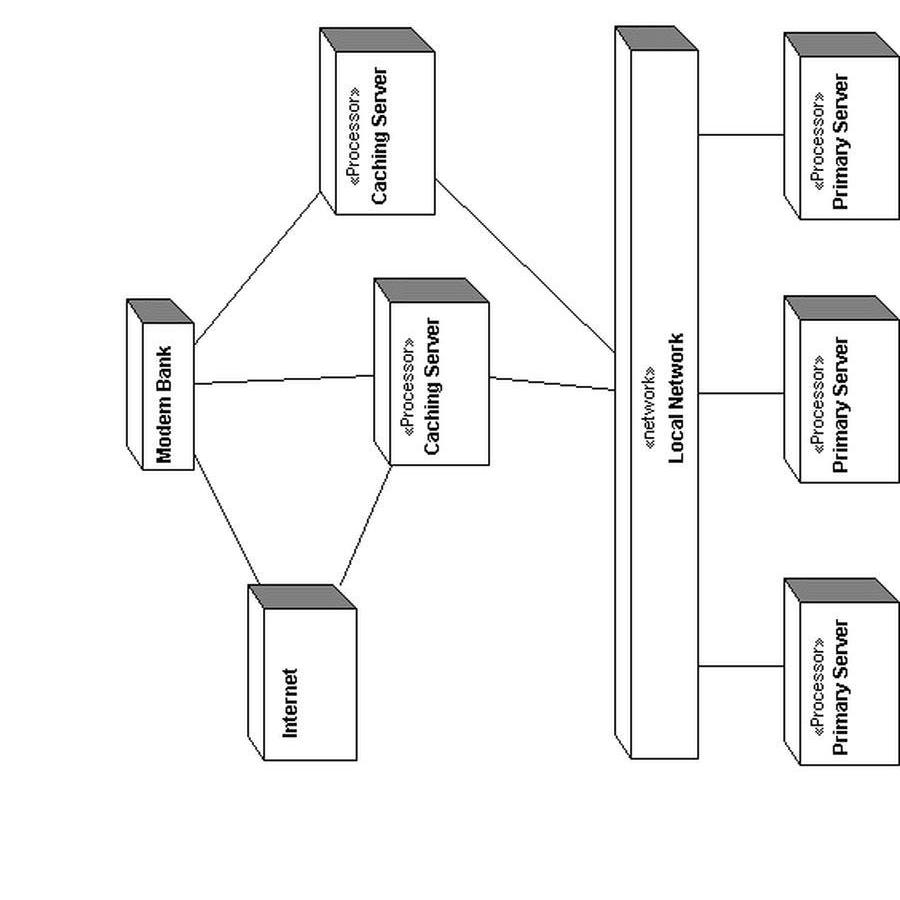 Internet
Modem Bank
«Processor»
Caching Server
«Processor»
Caching Server
«network»
Local Network
«Processor»
Primary Server
«Processor»
Primary Server
«Processor»
Primary Server